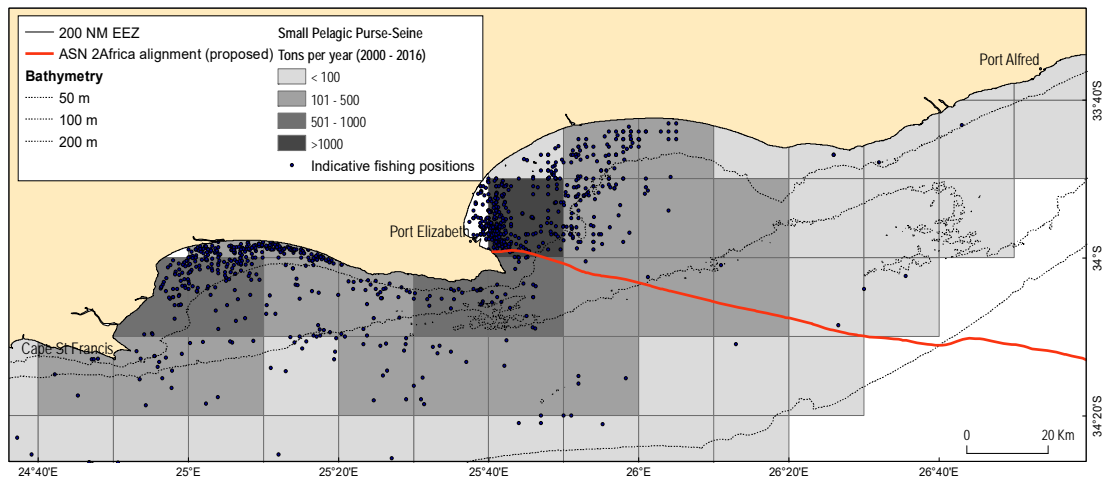 200 NM EEZ
ASN 2Africa alignment (proposed)
Bathymetry
50 m
100 m
200 m
Small Pelagic Purse-Seine
Tons per year (2000 - 2016)
< 100
101 - 500
501 - 1000
>1000
Indicative fishing positions
Port Alfred
Port Elizabeth
Cape St Francis
33°40'S
34°S
34°20'S
0 20 Km
24°40'E 25°E 25°20'E 25°40'E 26°E 26°20'E 26°40'E